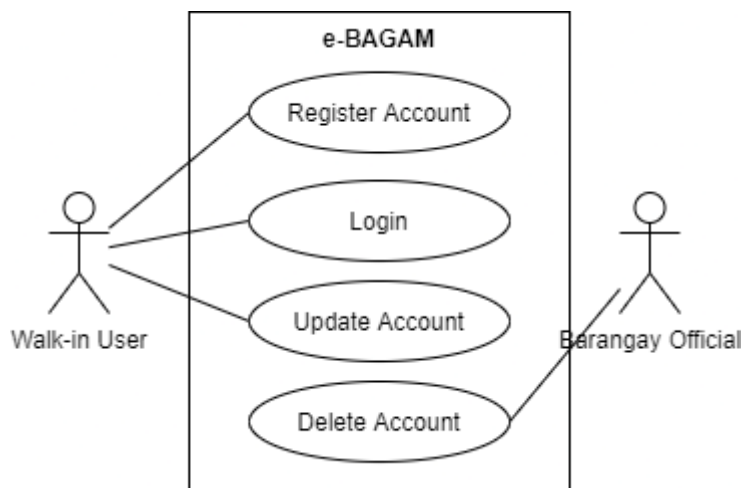 e-BAGAM
Register Account
Login
Update Account
Walk-in User
Barangay Official
Delete Account